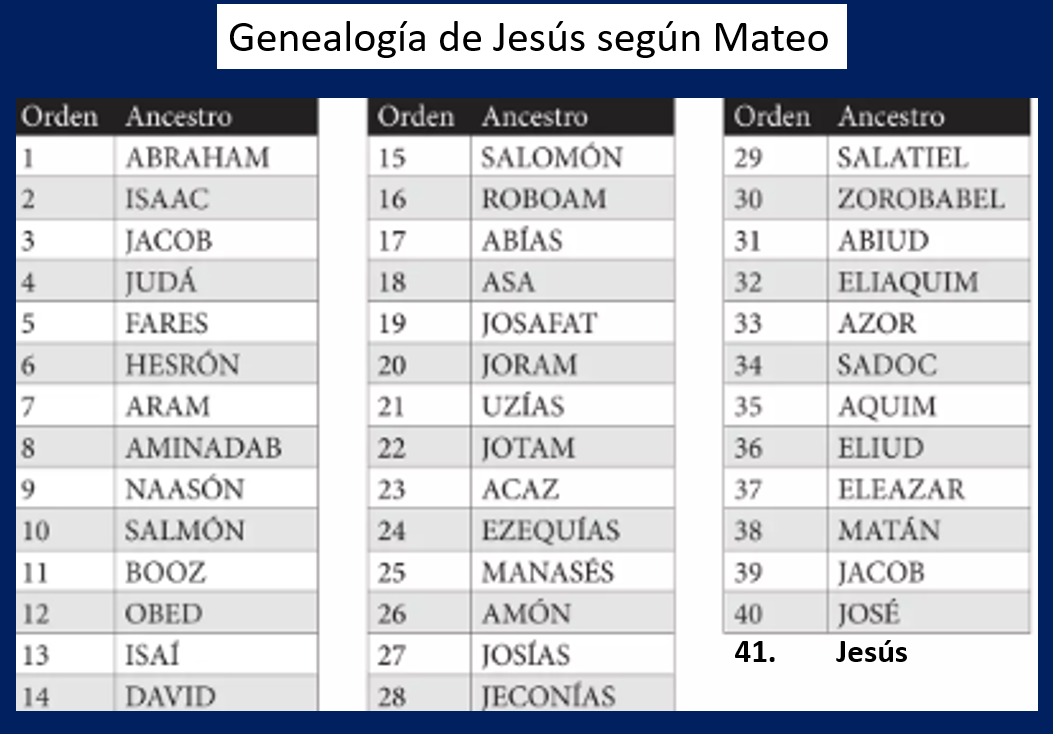 Genealogía de Jesús según Mateo
Orden Ancestro
1 ABRAHAM
2 ISAAC
3 JACOB
4 JUDÁ
5 FARES
6 HESRÓN
7 ARAM
8 AMINADAB
9 NAASÓN
10 SALMÓN
11 BOOZ
12 OBED
13 ISAÍ
14 DAVID
Orden Ancestro
15 SALOMÓN
16 ROBOAM
17 ABÍAS
18 ASA
19 JOSAFAT
20 JORAM
21 UZÍAS
22 JOTAM
23 ACAZ
24 EZEQUÍAS
25 MANASÉS
26 AMÓN
27 JOSÍAS
28 JECONÍAS
Orden Ancestro
29 SALATIEL
30 ZOROBABEL
31 ABIUD
32 ELIAQUIM
33 AZOR
34 SADOC
35 AQUIM
36 ELIUD
37 ELEAZAR
38 MATÁN
39 JACOB
40 JOSÉ
41. Jesús